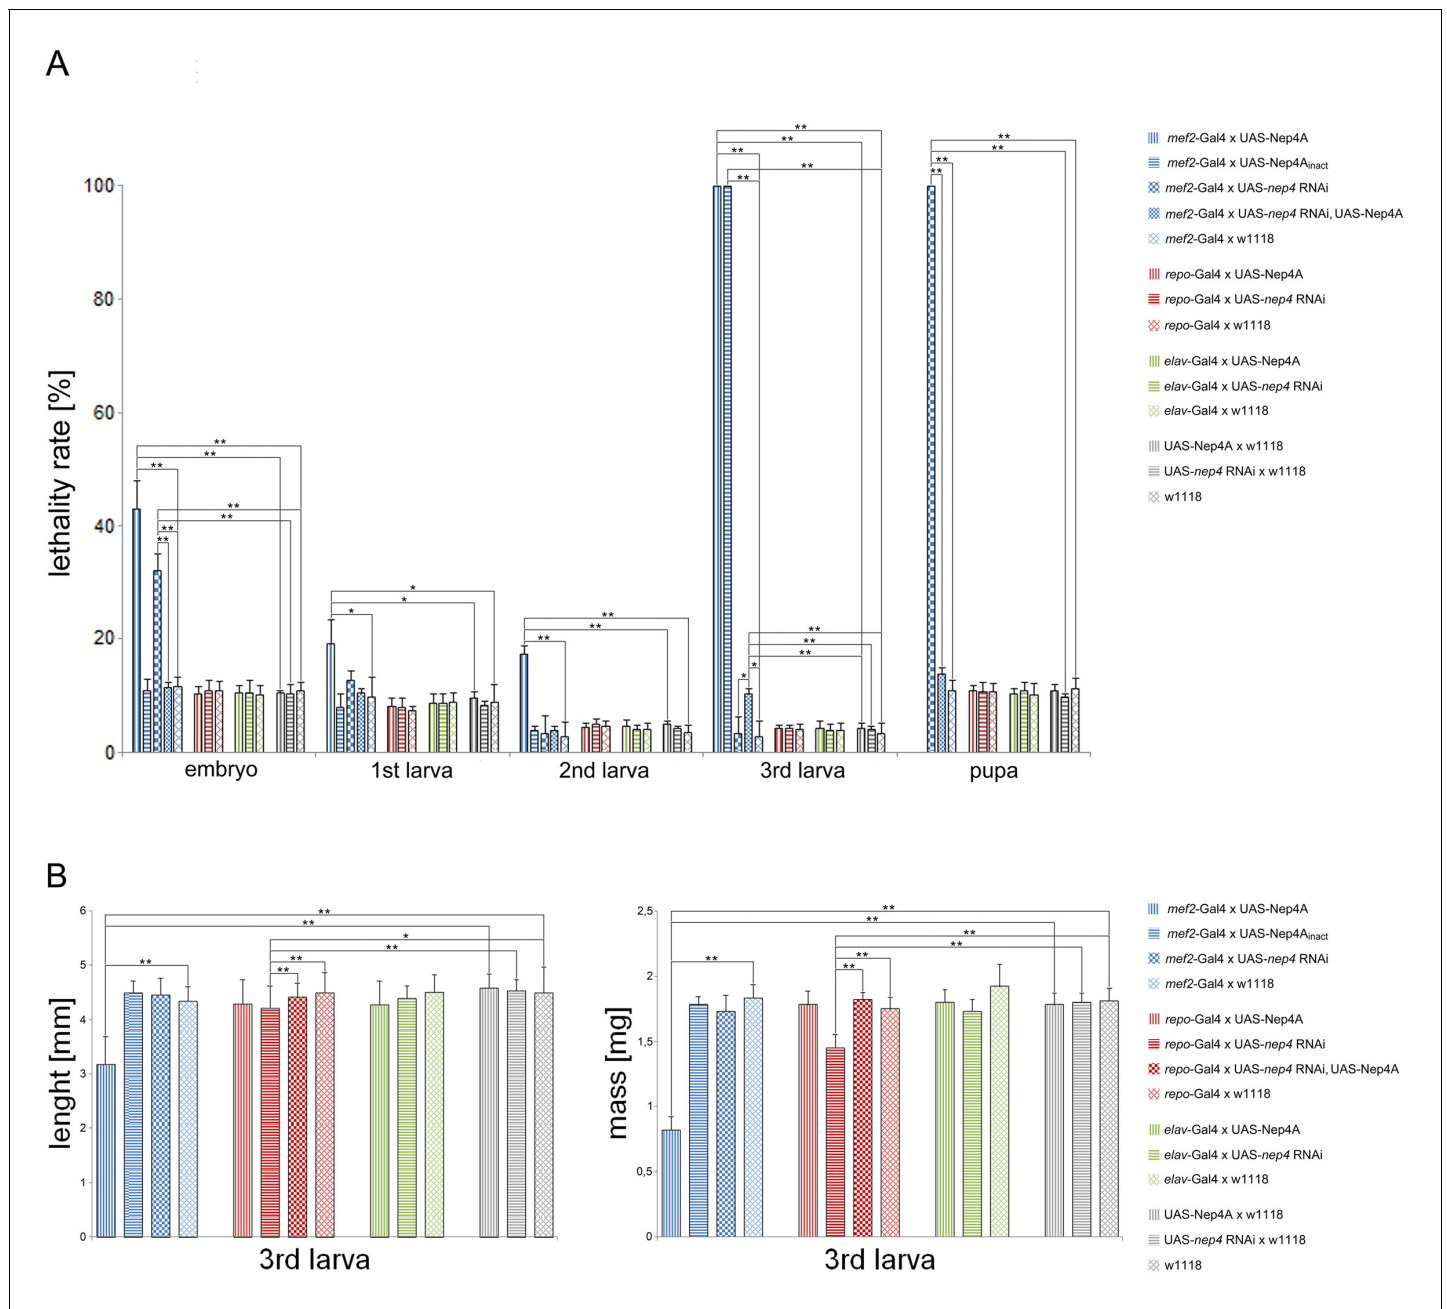 A
lethality rate [%]
100
80
60
40
20
0
** ** ** ** ** ** **
* * *
** ** **
** ** ** ** ** ** ** ** * *
** ** ** **
embryo 1st larva 2nd larva 3rd larva pupa
mef2-Gal4 x UAS-Nep4A
mef2-Gal4 x UAS-Nep4Ainact
mef2-Gal4 x UAS-nep4 RNAi
mef2-Gal4 x UAS-nep4 RNAi, UAS-Nep4A
mef2-Gal4 x w1118
repo-Gal4 x UAS-Nep4A
repo-Gal4 x UAS-nep4 RNAi
repo-Gal4 x w1118
elav-Gal4 x UAS-Nep4A
elav-Gal4 x UAS-nep4 RNAi
elav-Gal4 x w1118
UAS-Nep4A x w1118
UAS-nep4 RNAi x w1118
w1118
B
lenght [mm]
6
5
4
3
2
1
0
** ** * ** ** ** **
3rd larva
mass [mg]
2,5
2
1,5
1
0,5
0
** ** ** ** ** ** **
3rd larva
mef2-Gal4 x UAS-Nep4A
mef2-Gal4 x UAS-Nep4Ainact
mef2-Gal4 x UAS-nep4 RNAi
mef2-Gal4 x w1118
repo-Gal4 x UAS-Nep4A
repo-Gal4 x UAS-nep4 RNAi
repo-Gal4 x UAS-nep4 RNAi, UAS-Nep4A
repo-Gal4 x w1118
elav-Gal4 x UAS-Nep4A
elav-Gal4 x UAS-nep4 RNAi
elav-Gal4 x w1118
UAS-Nep4A x w1118
UAS-nep4 RNAi x w1118
w1118